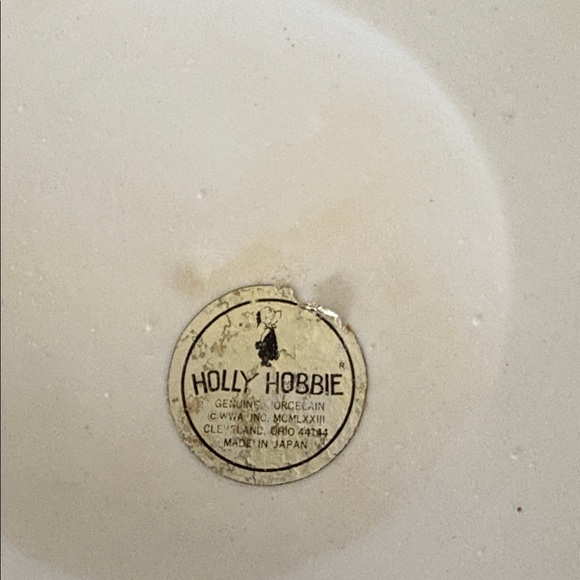 R
HOLLY HOBBIE
GENUINE PORCELAIN
© WWA, INC. MCMLXXIII
CLEVELAND, OHIO 44144
MADE IN JAPAN